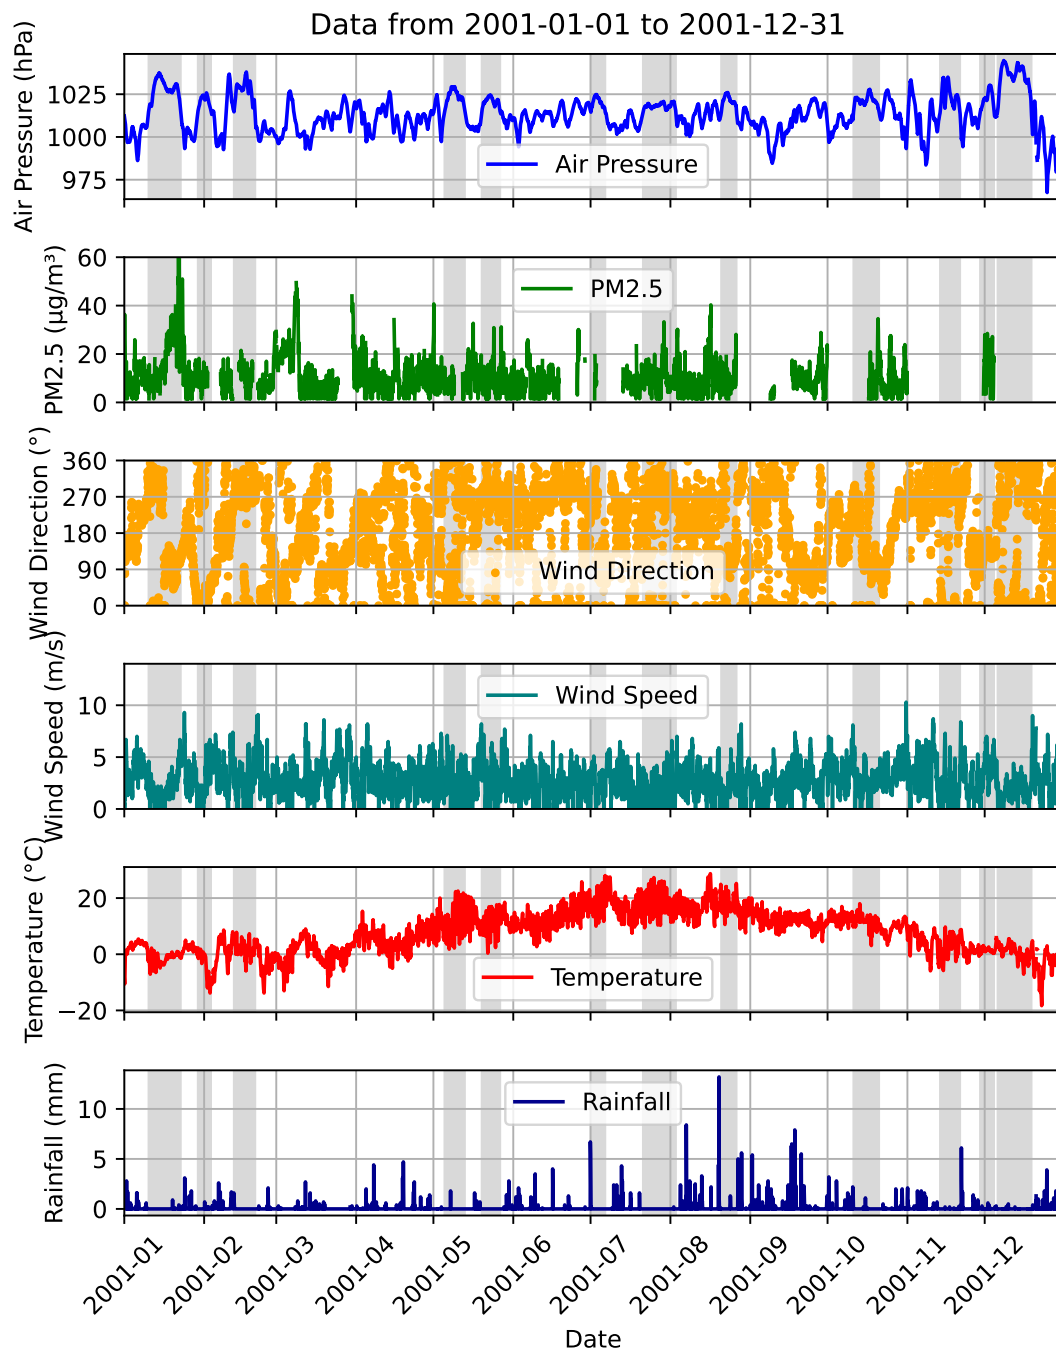 Data from 2001-01-01 to 2001-12-31
Air Pressure (hPa)
1025
1000
975
Air Pressure
PM2.5 (µg/m³)
60
40
20
0
PM2.5
Wind Direction (°)
360
270
180
90
0
Wind Direction
Wind Speed (m/s)
10
5
0
Wind Speed
Temperature (°C)
20
0
−20
Temperature
Rainfall (mm)
10
5
0
Rainfall
2001-01
2001-02
2001-03
2001-04
2001-05
2001-06
2001-07
2001-08
2001-09
2001-10
2001-11
2001-12
Date